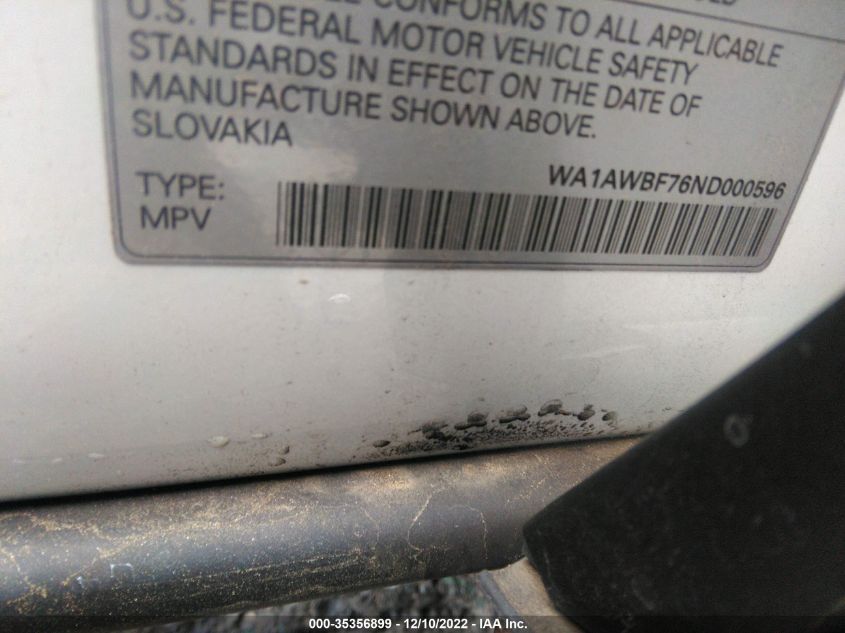 CONFORMS TO ALL APPLICABLE
U.S. FEDERAL MOTOR VEHICLE SAFETY
STANDARDS IN EFFECT ON THE DATE OF
MANUFACTURE SHOWN ABOVE.
SLOVAKIA
TYPE:
MPV
WA1AWBF76ND000596
000-35356899 - 12/10/2022 - IAA Inc.